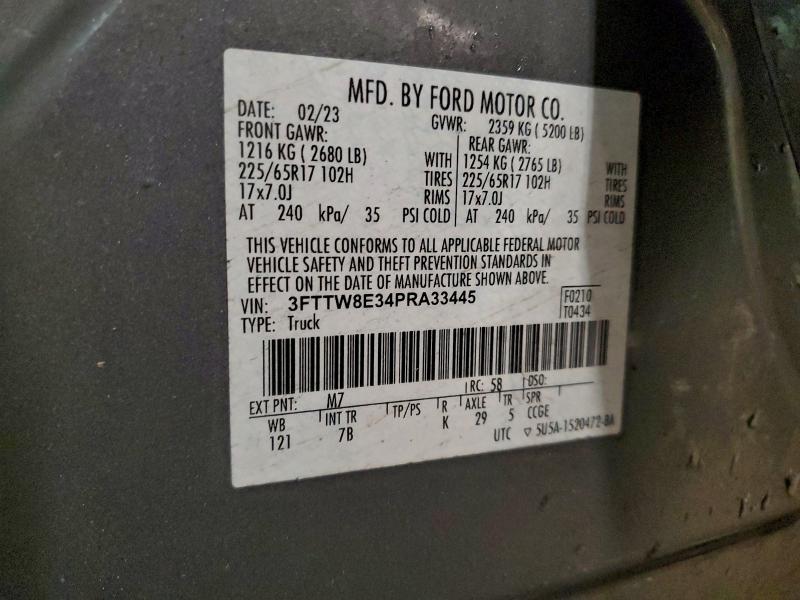 MFD. BY FORD MOTOR CO.
DATE: 02/23 GVWR: 2359 KG ( 5200 LB)
FRONT GAWR: REAR GAWR:
1216 KG ( 2680 LB) WITH 1254 KG ( 2765 LB) WITH
225/65R17 102H TIRES 225/65R17 102H TIRES
17x7.0J RIMS 17x7.0J RIMS
AT 240 kPa/ 35 PSI COLD AT 240 kPa/ 35 PSI COLD
THIS VEHICLE CONFORMS TO ALL APPLICABLE FEDERAL MOTOR
VEHICLE SAFETY AND THEFT PREVENTION STANDARDS IN
EFFECT ON THE DATE OF MANUFACTURE SHOWN ABOVE.
VIN: 3FTTW8E34PRA33445 F0210
TYPE: Truck T0434
EXT PNT: M7 RC: 58 DSO:
WB INT TR TP/PS R AXLE TR SPR
121 7B K 29 5 CCGE
UTC ▽ 5U5A-1520472-BA